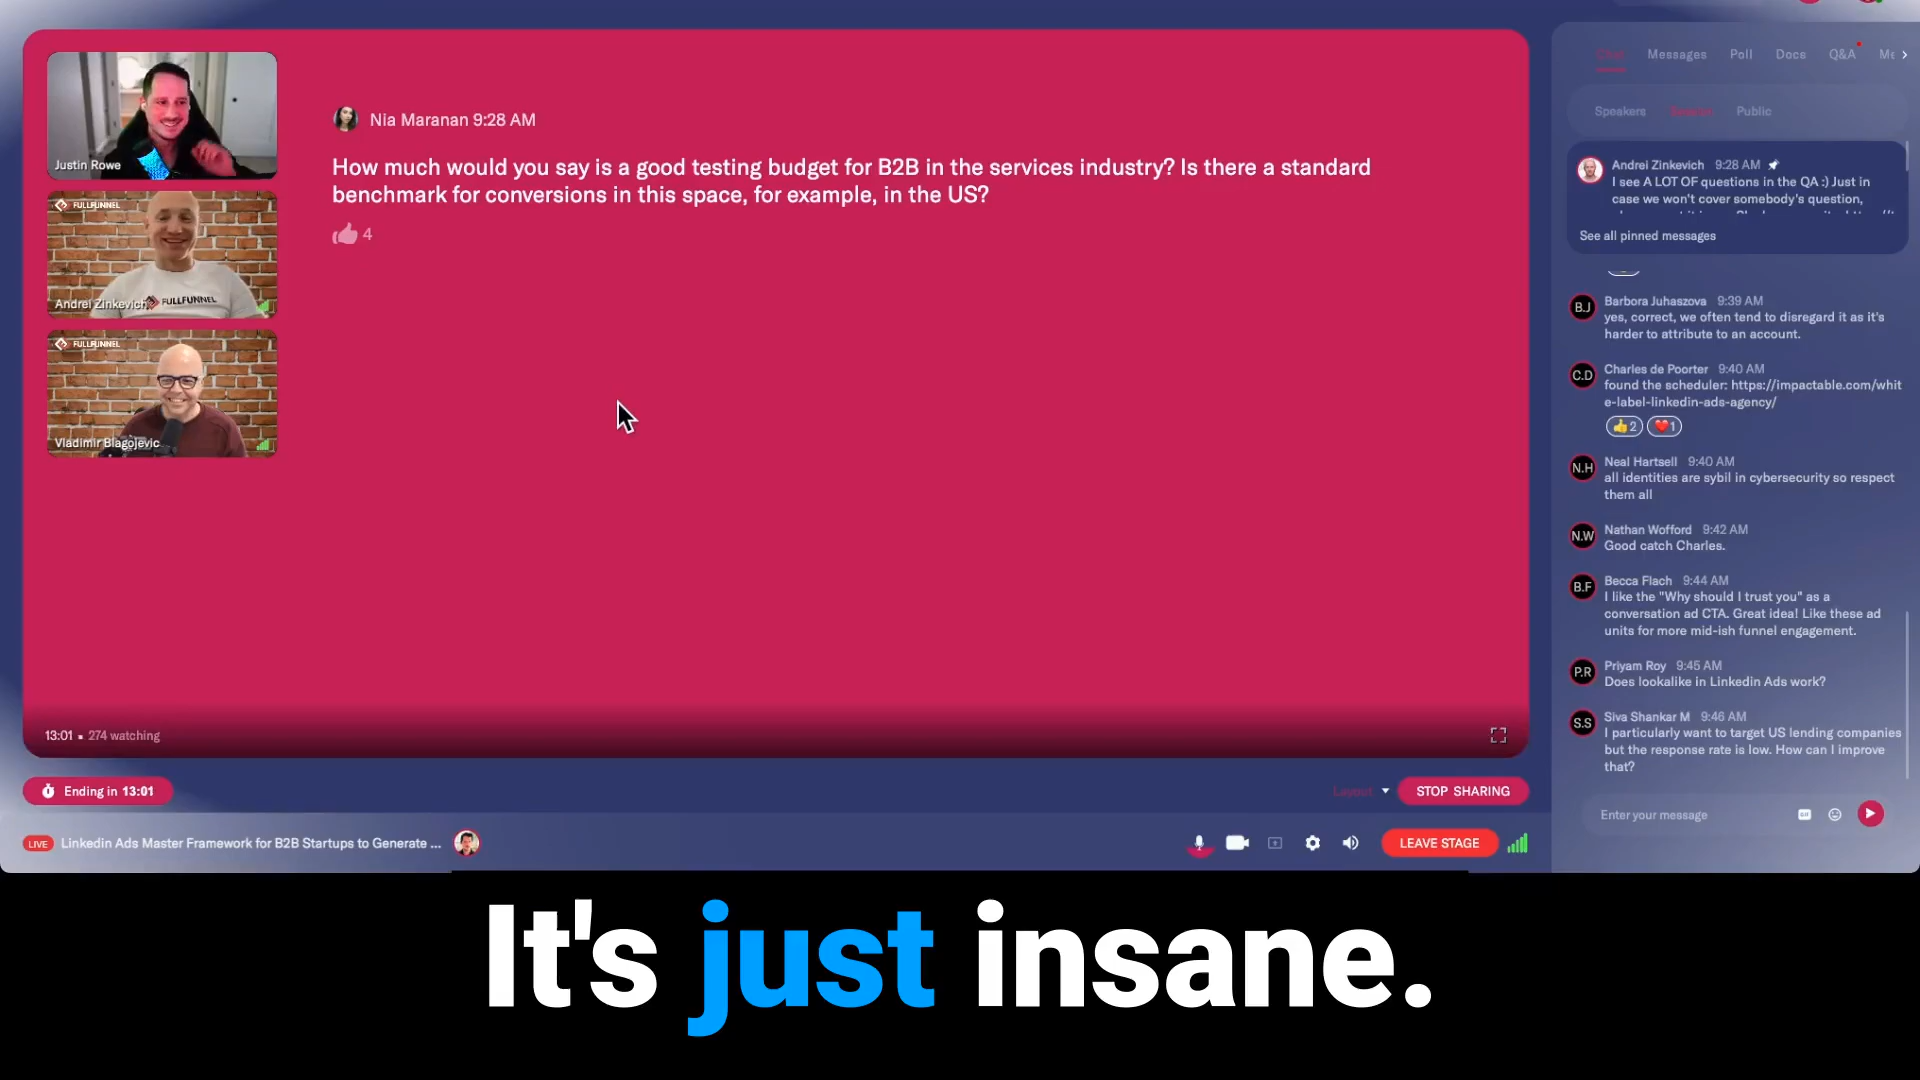 Justin Rowe
FULLFUNNEL
FULLFUNNEL
Andrei Zinkevich
FULLFUNNEL
Vladimir Blagojevic
Nia Maranan 9:28 AM
How much would you say is a good testing budget for B2B in the services industry? Is there a standard
benchmark for conversions in this space, for example, in the US?
4
13:01 • 274 watching
Ending in 13:01
Layout
STOP SHARING
LIVE Linkedin Ads Master Framework for B2B Startups to Generate ...
LEAVE STAGE
Chat Messages Poll Docs Q&A Me
Speakers Session Public
Andrei Zinkevich 9:28 AM
I see A LOT OF questions in the QA :) Just in
case we won't cover somebody's question,
See all pinned messages
B.J Barbora Juhaszova 9:39 AM
yes, correct, we often tend to disregard it as it's
harder to attribute to an account.
C.D Charles de Poorter 9:40 AM
found the scheduler: https://impactable.com/whit
e-label-linkedin-ads-agency/
👍2 ❤️1
N.H Neal Hartsell 9:40 AM
all identities are sybil in cybersecurity so respect
them all
N.W Nathan Wofford 9:42 AM
Good catch Charles.
B.F Becca Flach 9:44 AM
I like the "Why should I trust you" as a
conversation ad CTA. Great idea! Like these ad
units for more mid-ish funnel engagement.
P.R Priyam Roy 9:45 AM
Does lookalike in Linkedin Ads work?
S.S Siva Shankar M 9:46 AM
I particularly want to target US lending companies
but the response rate is low. How can I improve
that?
Enter your message
It's just insane.